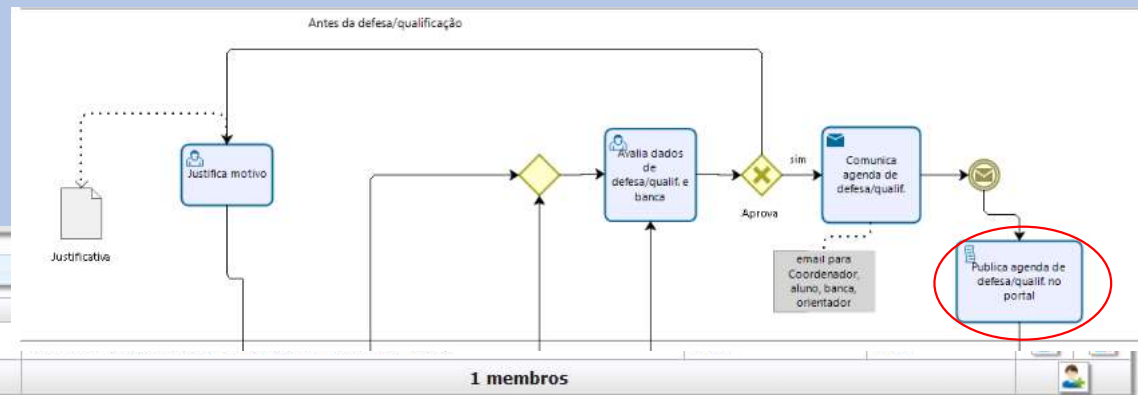 Antes da defesa/qualificação
Justifica motivo
Justificativa
Avalia dados
de
defesa/qualif. e
banca
Aprova
sim
Comunica
agenda de
defesa/qualif.
email para
Coordenador,
aluno, banca,
orientador
Publica agenda de
defesa/qualif. no
portal
1 membros